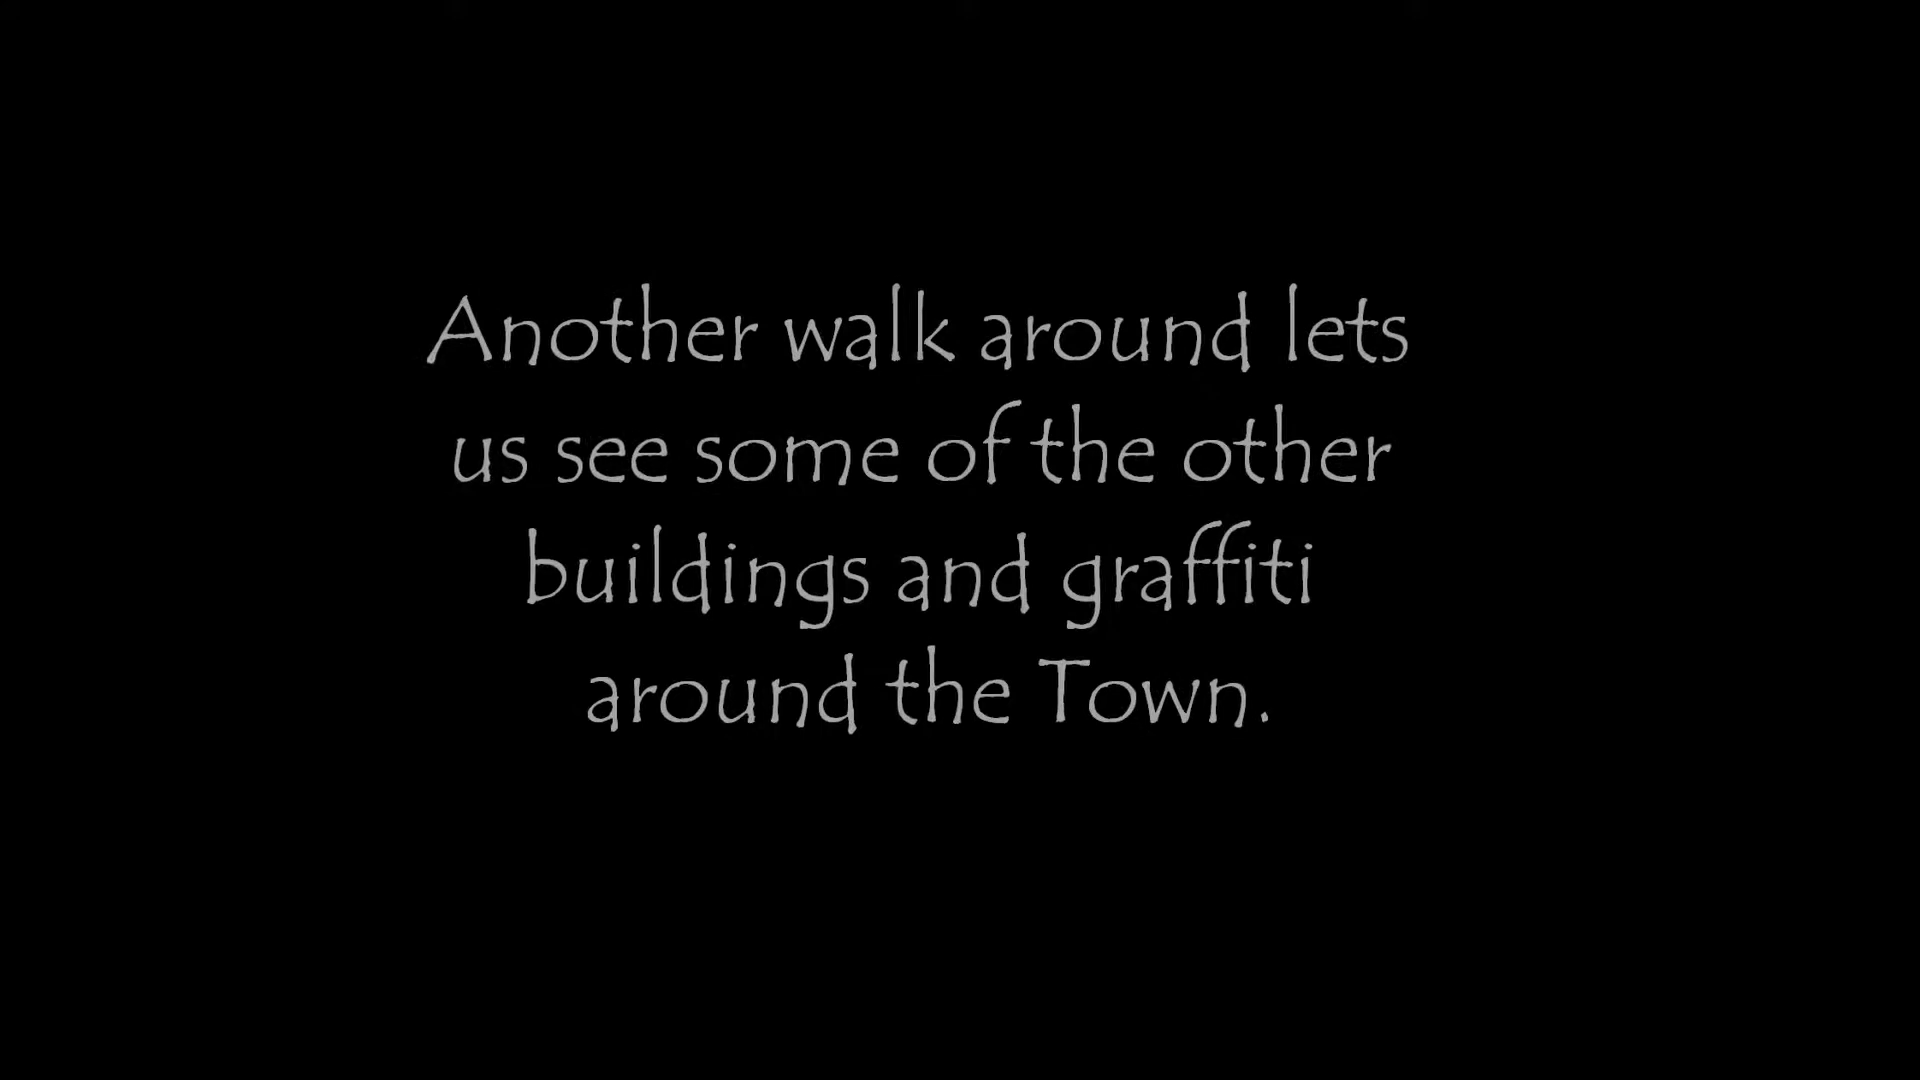 Another walk around lets
us see some of the other
buildings and graffiti
around the Town.